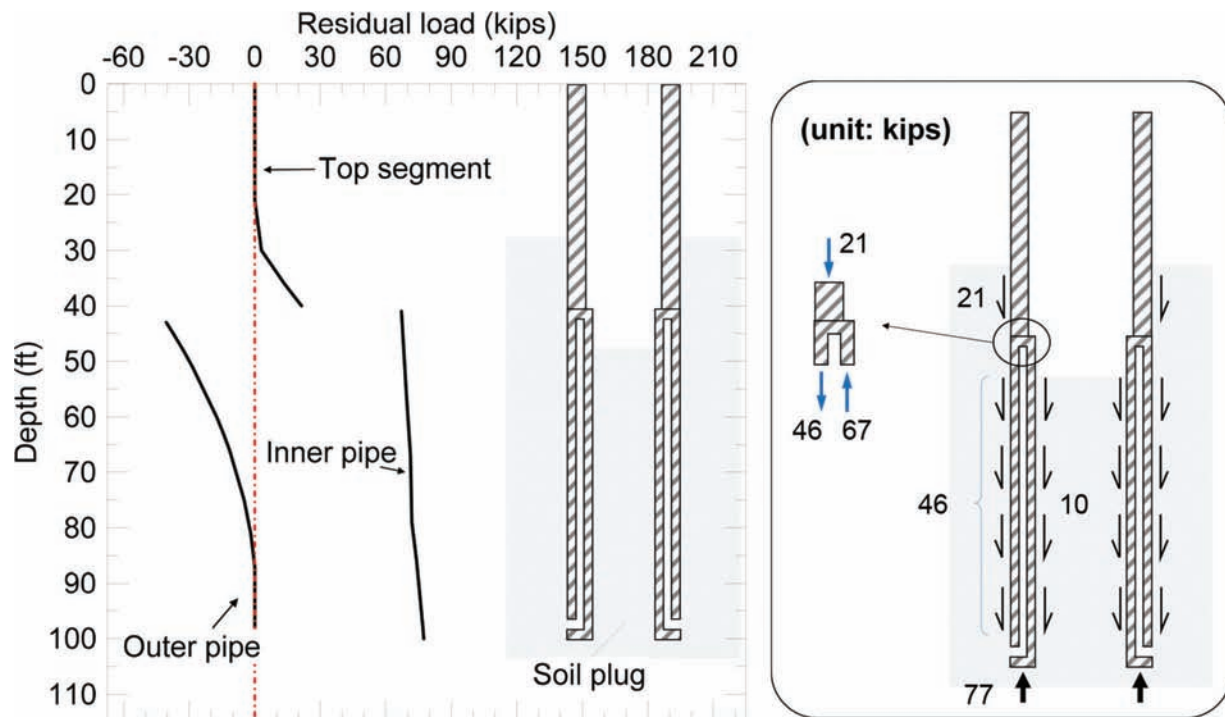 Residual load (kips)
-60 -30 0 30 60 90 120 150 180 210
Depth (ft)
0
10
20
30
40
50
60
70
80
90
100
110
Top segment
Inner pipe
Outer pipe
Soil plug
(unit: kips)
21
46 67
21
46
10
77